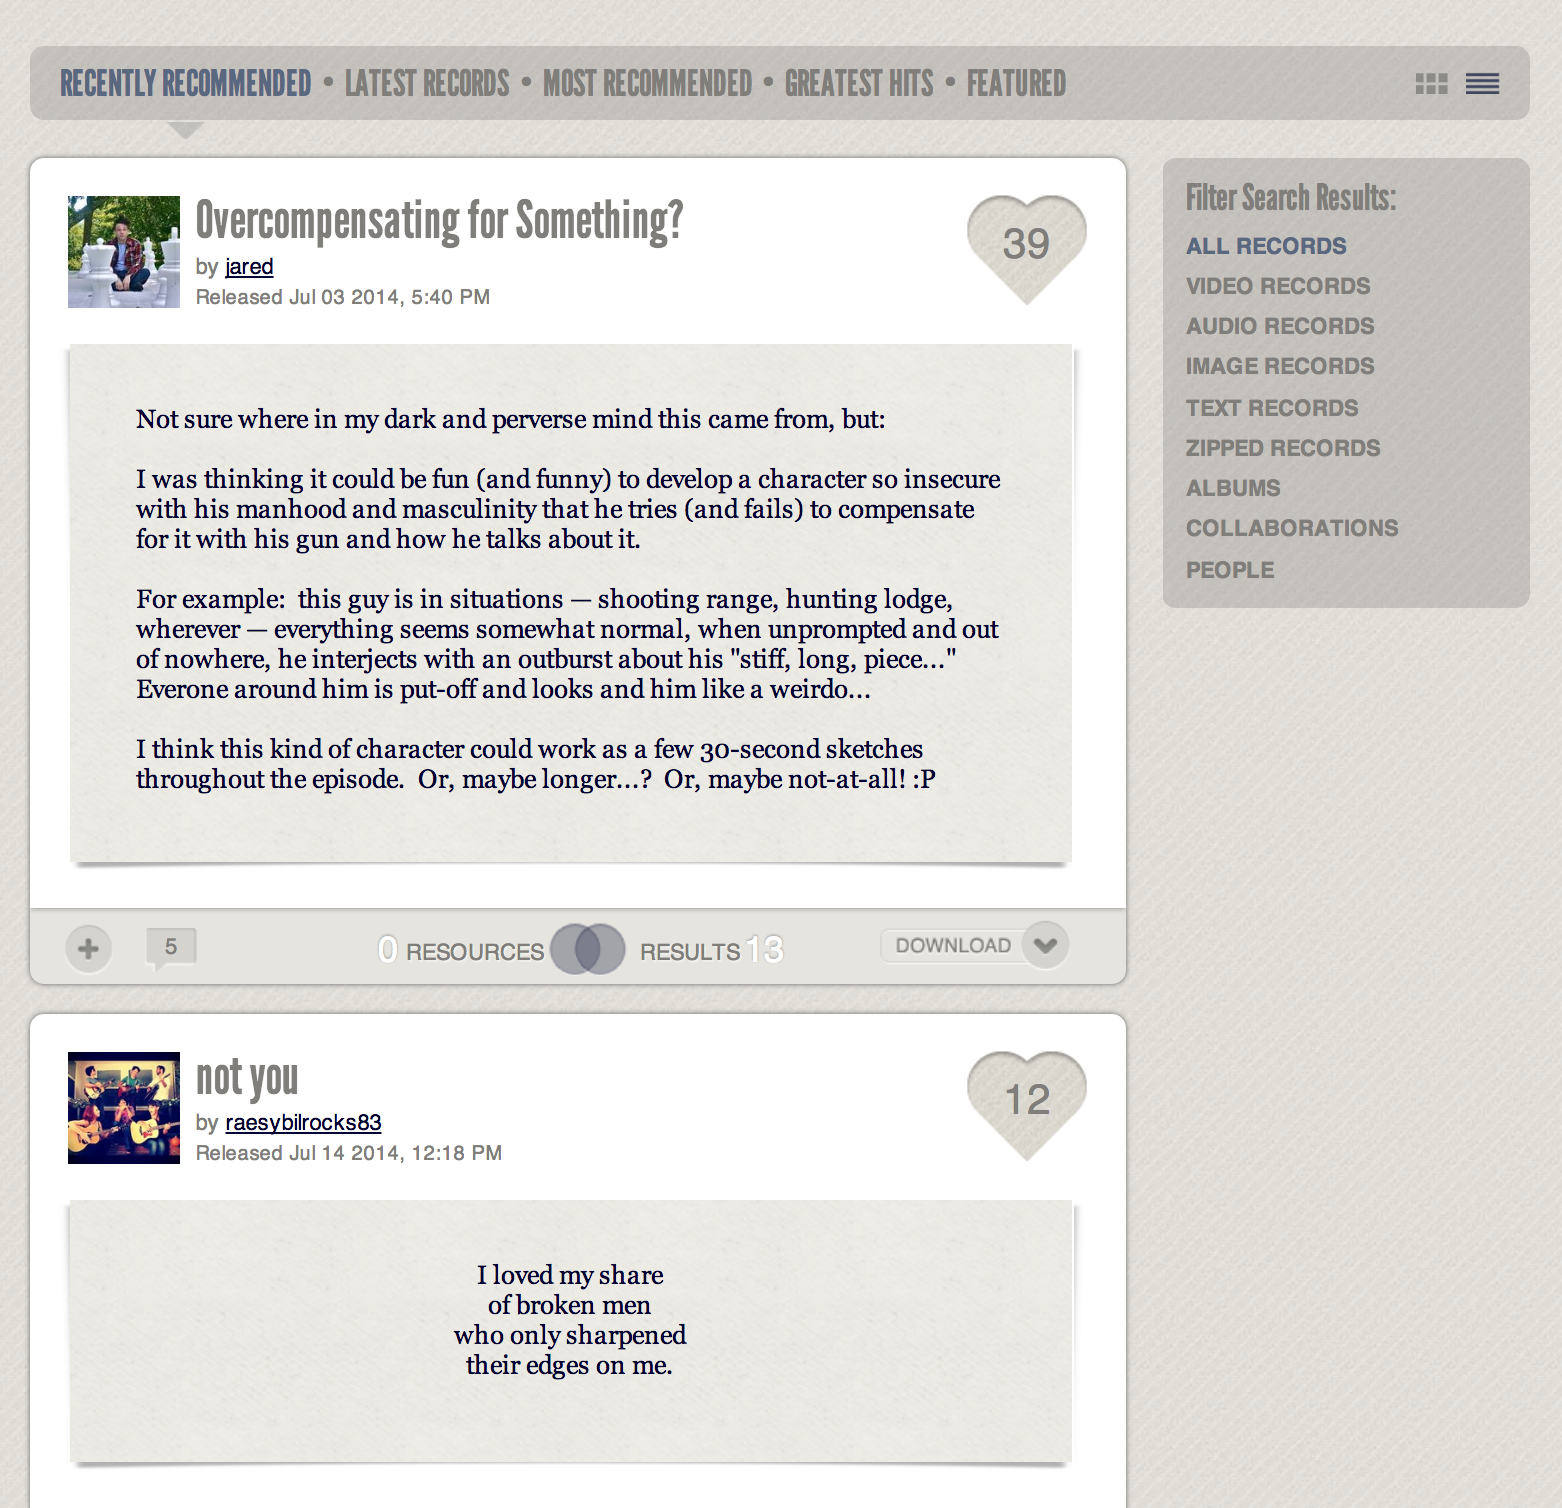 RECENTLY RECOMMENDED • LATEST RECORDS • MOST RECOMMENDED • GREATEST HITS • FEATURED
Overcompensating for Something?
by jared
Released Jul 03 2014, 5:40 PM
39
Not sure where in my dark and perverse mind this came from, but:
I was thinking it could be fun (and funny) to develop a character so insecure
with his manhood and masculinity that he tries (and fails) to compensate
for it with his gun and how he talks about it.
For example:  this guy is in situations — shooting range, hunting lodge,
wherever — everything seems somewhat normal, when unprompted and out
of nowhere, he interjects with an outburst about his "stiff, long, piece..."
Everone around him is put-off and looks and him like a weirdo...
I think this kind of character could work as a few 30-second sketches
throughout the episode.  Or, maybe longer...?  Or, maybe not-at-all! :P
5
0 RESOURCES
RESULTS 13
DOWNLOAD
not you
by raesybilrocks83
Released Jul 14 2014, 12:18 PM
12
I loved my share
of broken men
who only sharpened
their edges on me.
Filter Search Results:
ALL RECORDS
VIDEO RECORDS
AUDIO RECORDS
IMAGE RECORDS
TEXT RECORDS
ZIPPED RECORDS
ALBUMS
COLLABORATIONS
PEOPLE